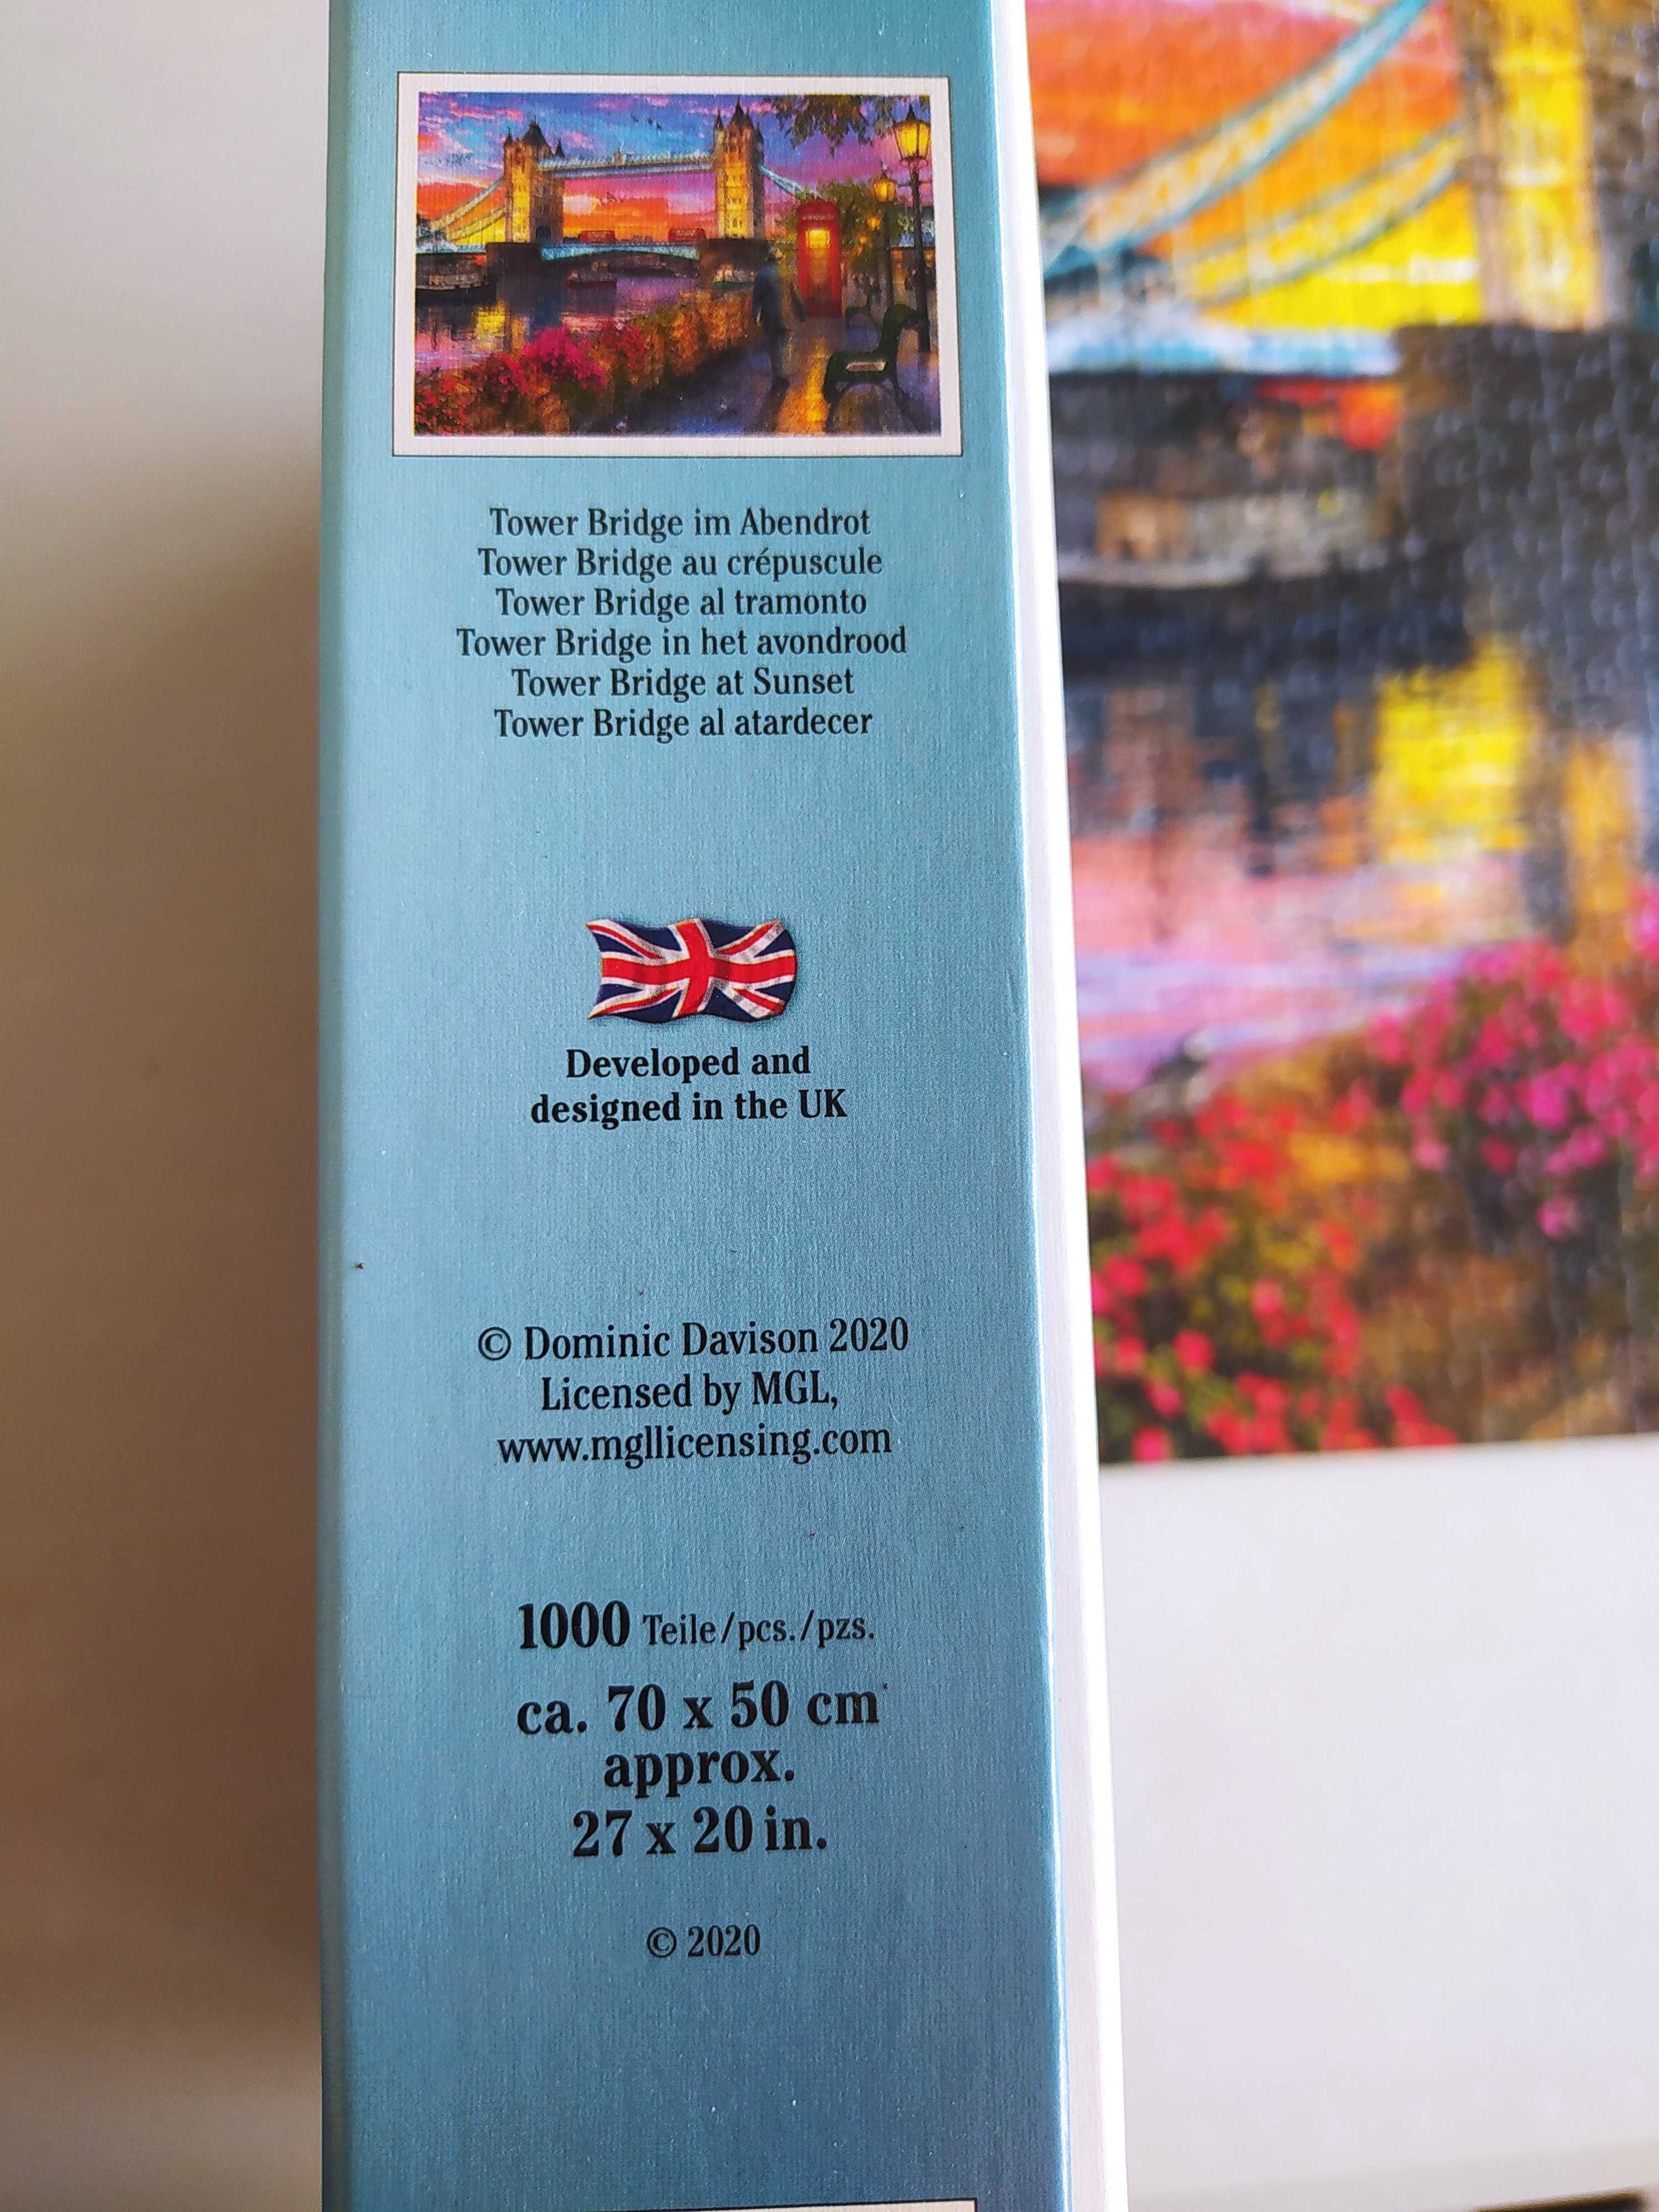 Tower Bridge im Abendrot
Tower Bridge au crépuscule
Tower Bridge al tramonto
Tower Bridge in het avondrood
Tower Bridge at Sunset
Tower Bridge al atardecer
Developed and
designed in the UK
© Dominic Davison 2020
Licensed by MGL,
www.mgllicensing.com
1000 Teile/pcs./pzs.
ca. 70 x 50 cm
approx.
27 x 20 in.
© 2020